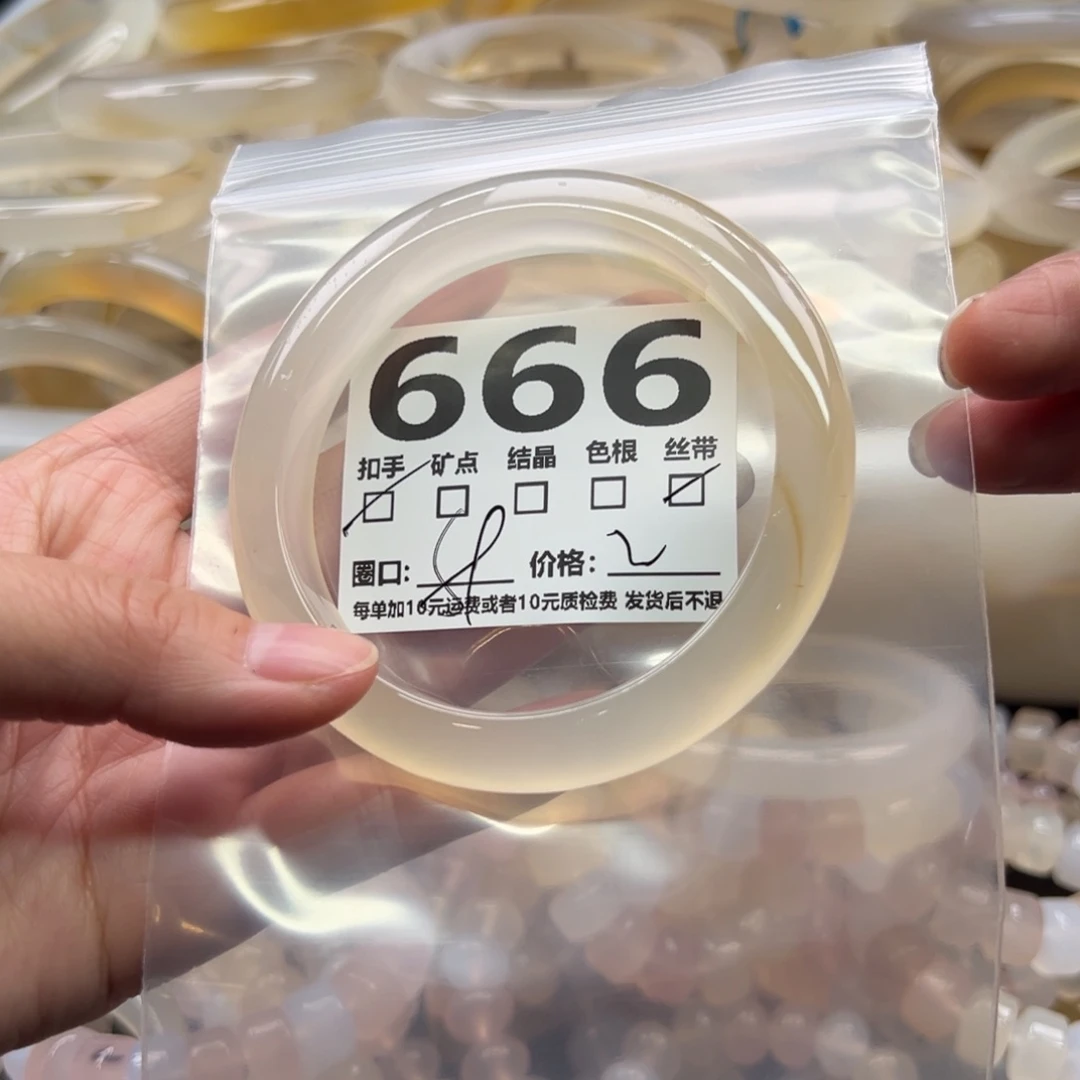 666
扣手 矿点 结晶 色根 丝带
圈口: 价格:
每单加10元运费或者10元质检费 发货后不退